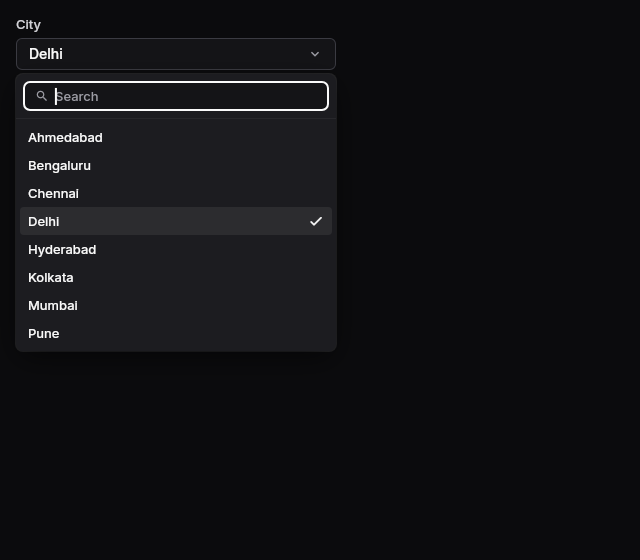 City
Delhi
Search
Ahmedabad
Bengaluru
Chennai
Delhi
Hyderabad
Kolkata
Mumbai
Pune